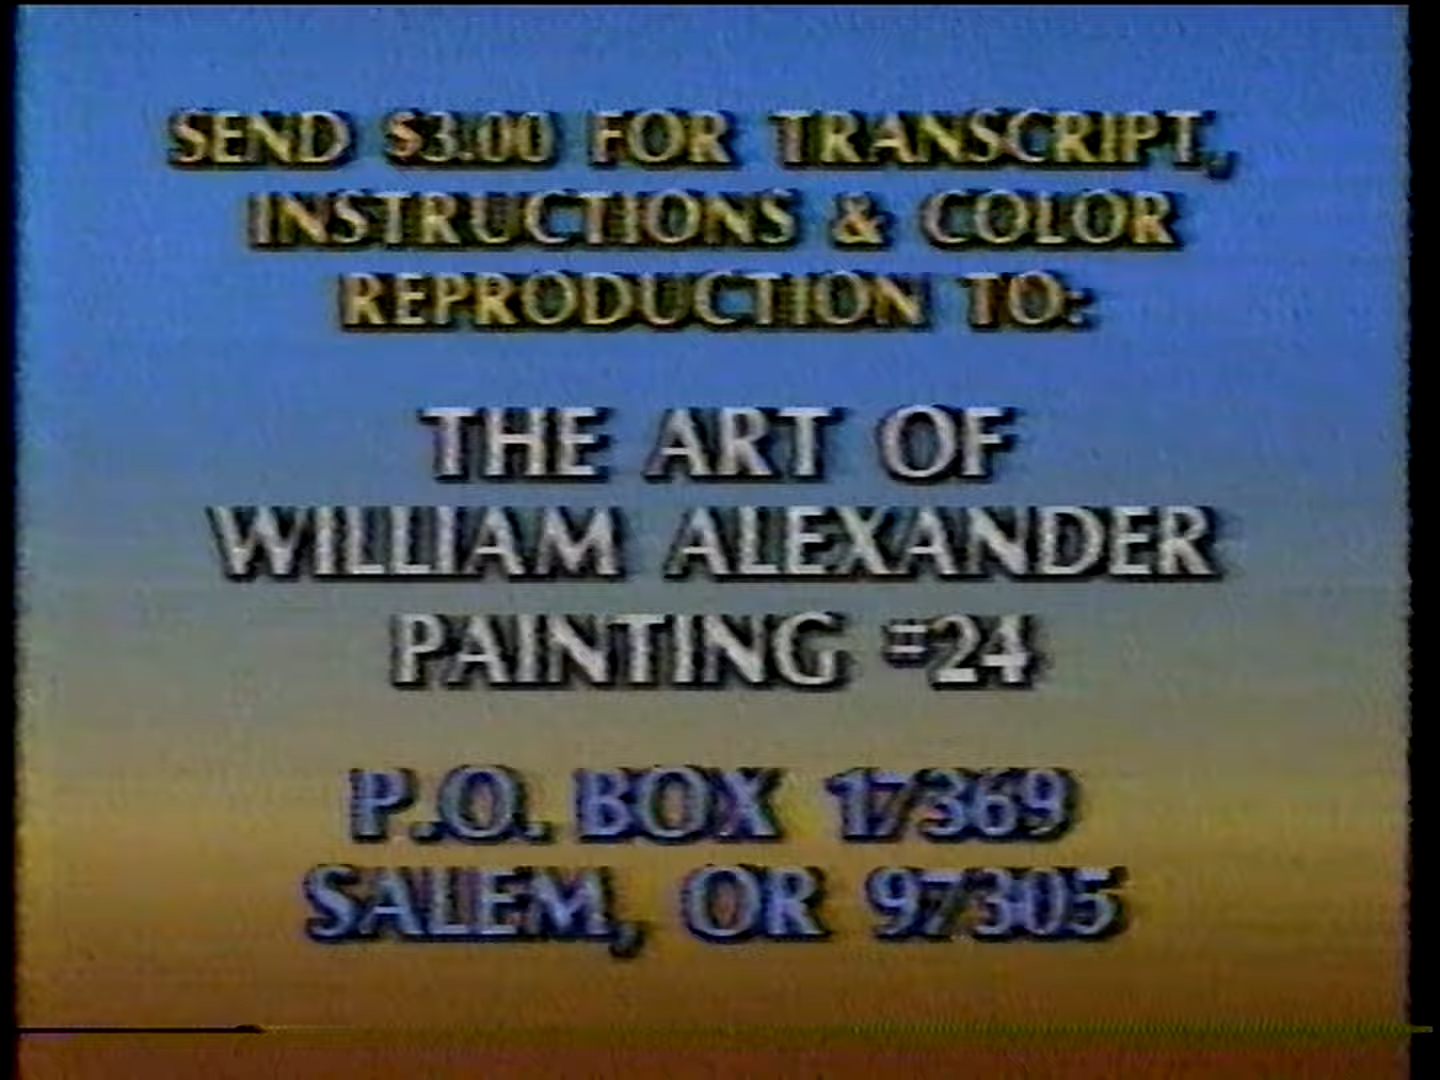 SEND $3.00 FOR TRANSCRIPT,
INSTRUCTIONS & COLOR
REPRODUCTION TO:
THE ART OF
WILLIAM ALEXANDER
PAINTING #24
P.O. BOX 17369
SALEM, OR 97305